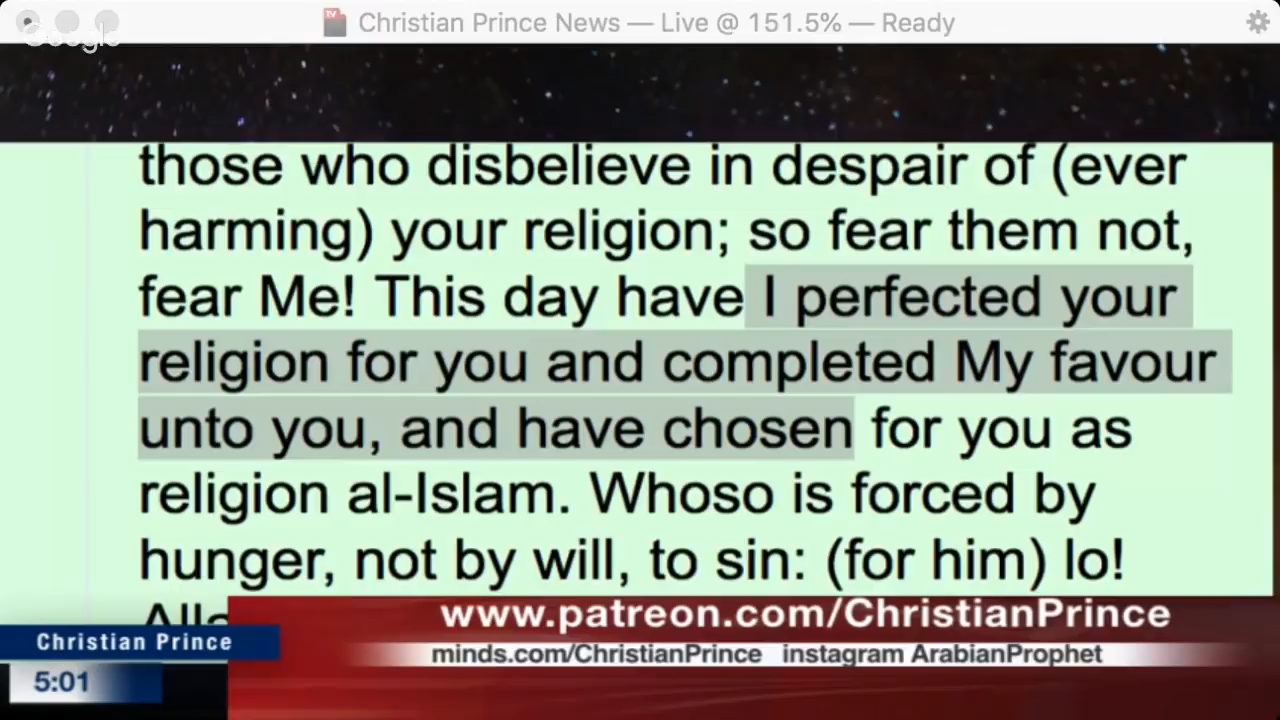 Christian Prince News — Live @ 151.5% — Ready
Google
those who disbelieve in despair of (ever
harming) your religion; so fear them not,
fear Me! This day have I perfected your
religion for you and completed My favour
unto you, and have chosen for you as
religion al-Islam. Whoso is forced by
hunger, not by will, to sin: (for him) lo!
www.patreon.com/ChristianPrince
Christian Prince
minds.com/ChristianPrince instagram ArabianProphet
5:01